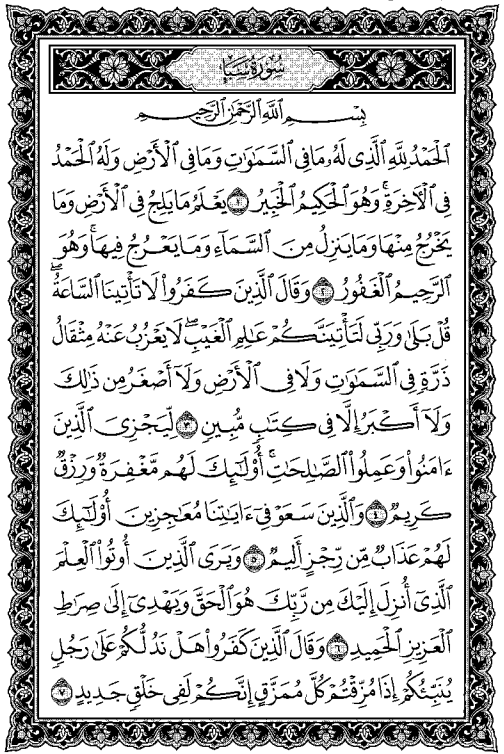 سُورَةُ سَبَإٍ
بِسْمِ ٱللَّهِ ٱلرَّحْمَٰنِ ٱلرَّحِيمِ
ٱلْحَمْدُ لِلَّهِ ٱلَّذِى لَهُۥ مَا فِى ٱلسَّمَٰوَٰتِ وَمَا فِى ٱلْأَرْضِ وَلَهُ ٱلْحَمْدُ
فِى ٱلْءَاخِرَةِ ۚ وَهُوَ ٱلْحَكِيمُ ٱلْخَبِيرُ ١ يَعْلَمُ مَا يَلِجُ فِى ٱلْأَرْضِ وَمَا
يَخْرُجُ مِنْهَا وَمَا يَنزِلُ مِنَ ٱلسَّمَآءِ وَمَا يَعْرُجُ فِيهَا ۚ وَهُوَ
ٱلرَّحِيمُ ٱلْغَفُورُ ٢ وَقَالَ ٱلَّذِينَ كَفَرُوا۟ لَا تَأْتِينَا ٱلسَّاعَةُ ۖ
قُلْ بَلَىٰ وَرَبِّى لَتَأْتِيَنَّكُمْ عَٰلِمِ ٱلْغَيْبِ ۖ لَا يَعْزُبُ عَنْهُ مِثْقَالُ
ذَرَّةٍ فِى ٱلسَّمَٰوَٰتِ وَلَا فِى ٱلْأَرْضِ وَلَآ أَصْغَرُ مِن ذَٰلِكَ
وَلَآ أَكْبَرُ إِلَّا فِى كِتَٰبٍ مُّبِينٍ ٣ لِّيَجْزِىَ ٱلَّذِينَ
ءَامَنُوا۟ وَعَمِلُوا۟ ٱلصَّٰلِحَٰتِ ۚ أُو۟لَٰٓئِكَ لَهُم مَّغْفِرَةٌ وَرِزْقٌ
كَرِيمٌ ٤ وَٱلَّذِينَ سَعَوْ فِىٓ ءَايَٰتِنَا مُعَٰجِزِينَ أُو۟لَٰٓئِكَ
لَهُمْ عَذَابٌ مِّن رِّجْزٍ أَلِيمٌ ٥ وَيَرَى ٱلَّذِينَ أُوتُوا۟ ٱلْعِلْمَ
ٱلَّذِىٓ أُنزِلَ إِلَيْكَ مِن رَّبِّكَ هُوَ ٱلْحَقَّ وَيَهْدِىٓ إِلَىٰ صِرَٰطِ
ٱلْعَزِيزِ ٱلْحَمِيدِ ٦ وَقَالَ ٱلَّذِينَ كَفَرُوا۟ هَلْ نَدُلُّكُمْ عَلَىٰ رَجُلٍ
يُنَبِّئُكُمْ إِذَا مُزِّقْتُمْ كُلَّ مُمَزَّقٍ إِنَّكُمْ لَفِى خَلْقٍ جَدِيدٍ ٧